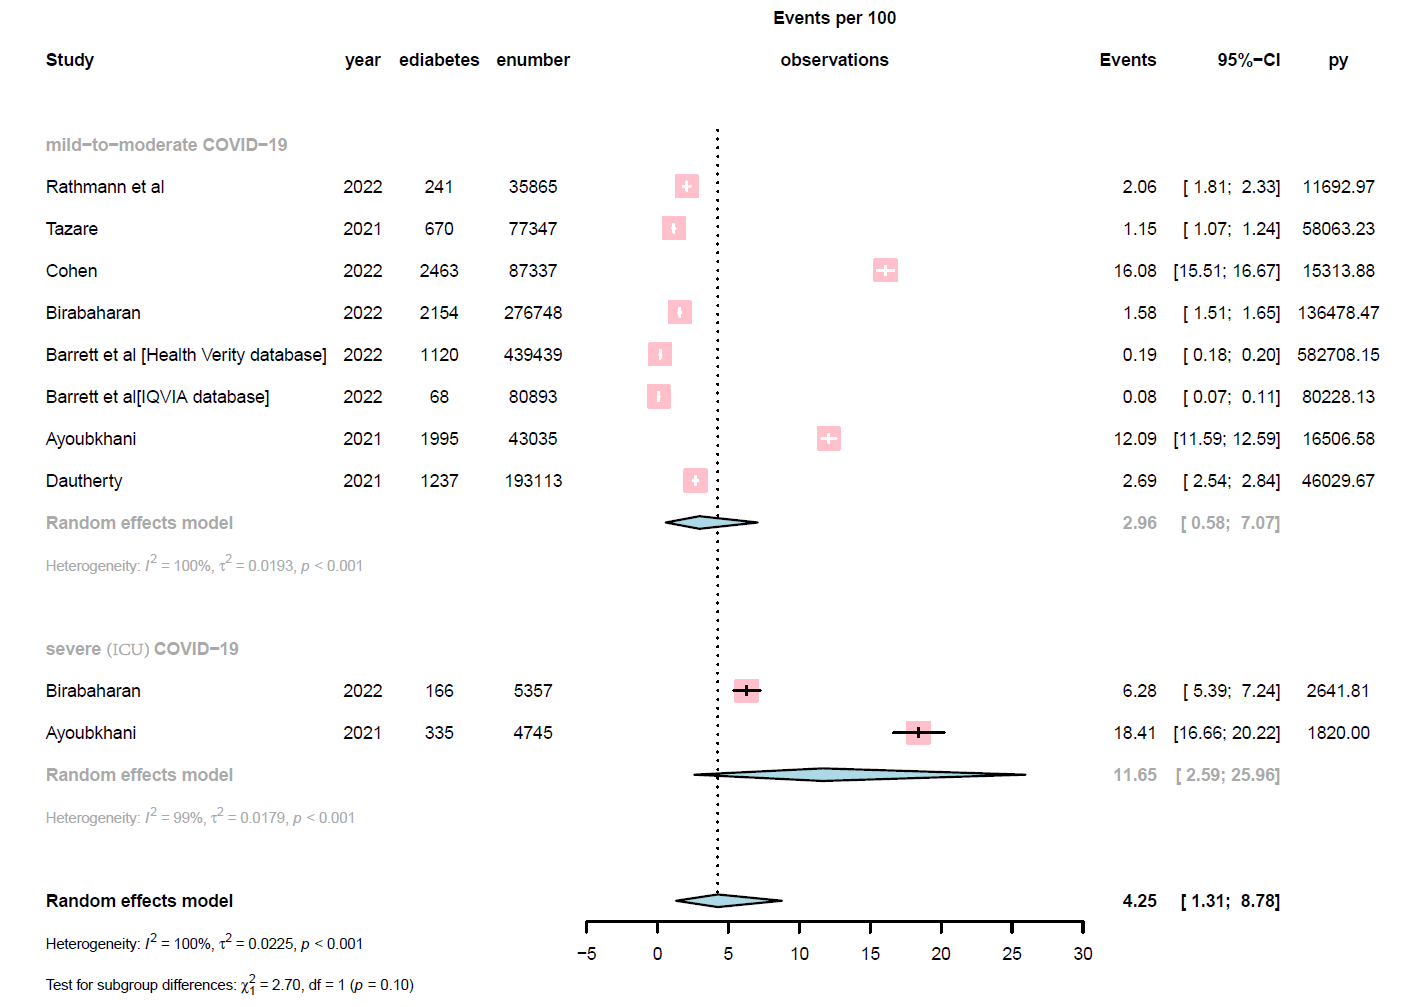 Events per 100
Study year ediabetes enumber observations Events 95%−CI py
mild−to−moderate COVID−19
Rathmann et al 2022 241 35865 2.06 [ 1.81; 2.33] 11692.97
Tazare 2021 670 77347 1.15 [ 1.07; 1.24] 58063.23
Cohen 2022 2463 87337 16.08 [15.51; 16.67] 15313.88
Birabaharan 2022 2154 276748 1.58 [ 1.51; 1.65] 136478.47
Barrett et al [Health Verity database] 2022 1120 439439 0.19 [ 0.18; 0.20] 582708.15
Barrett et al[IQVIA database] 2022 68 80893 0.08 [ 0.07; 0.11] 80228.13
Ayoubkhani 2021 1995 43035 12.09 [11.59; 12.59] 16506.58
Dautherty 2021 1237 193113 2.69 [ 2.54; 2.84] 46029.67
Random effects model 2.96 [ 0.58; 7.07]
Heterogeneity: I² = 100%, τ² = 0.0193, p < 0.001
severe (ICU) COVID−19
Birabaharan 2022 166 5357 6.28 [ 5.39; 7.24] 2641.81
Ayoubkhani 2021 335 4745 18.41 [16.66; 20.22] 1820.00
Random effects model 11.65 [ 2.59; 25.96]
Heterogeneity: I² = 99%, τ² = 0.0179, p < 0.001
Random effects model 4.25 [ 1.31; 8.78]
Heterogeneity: I² = 100%, τ² = 0.0225, p < 0.001
−5 0 5 10 15 20 25 30
Test for subgroup differences: χ²₁ = 2.70, df = 1 (p = 0.10)